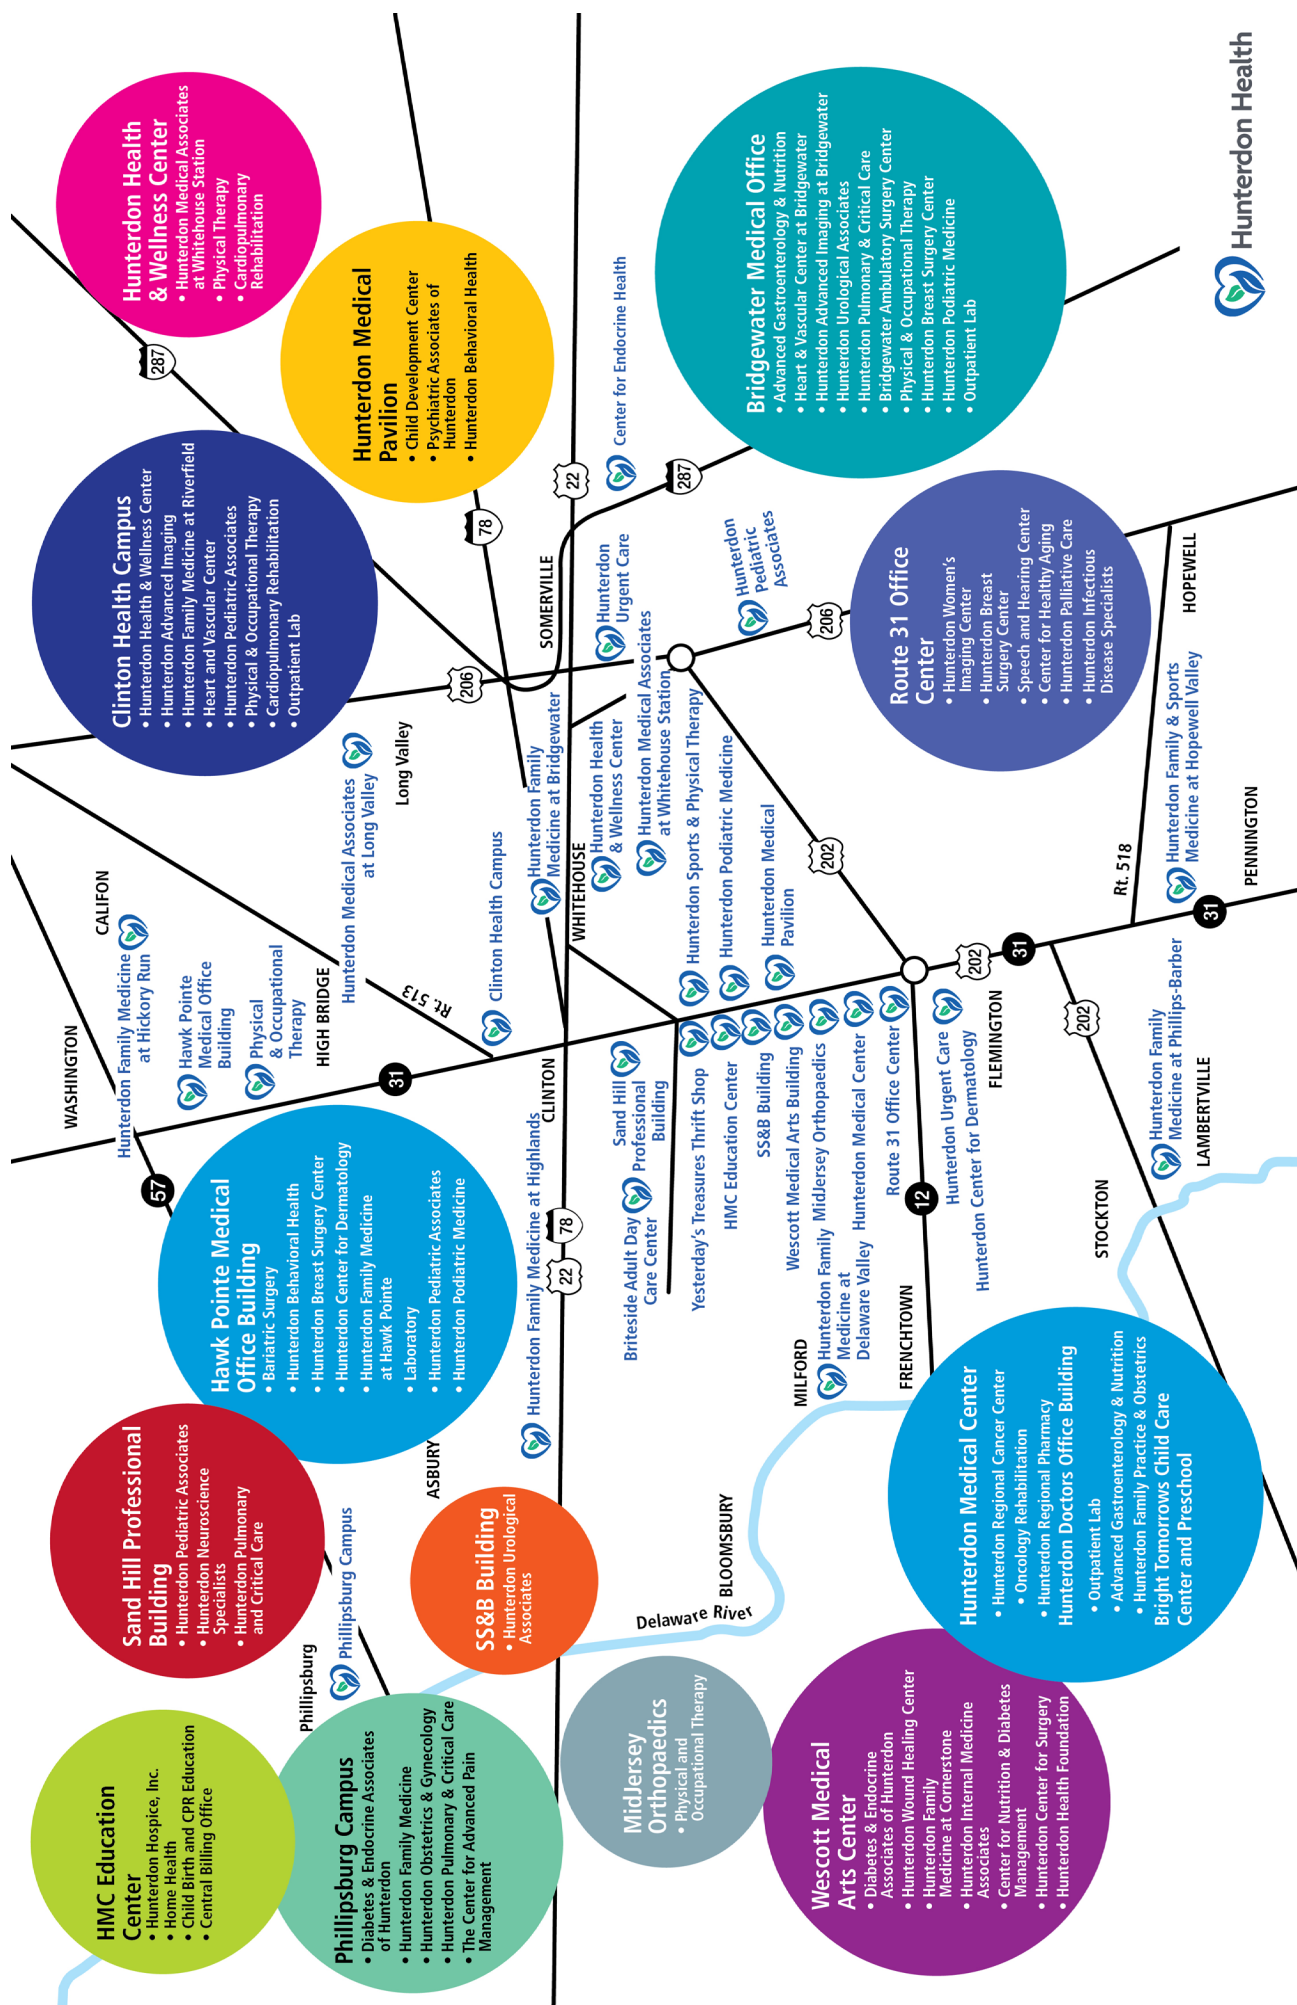 HMC Education
Center
• Hunterdon Hospice, Inc.
• Home Health
• Child Birth and CPR Education
• Central Billing Office
Phillipsburg Campus
• Diabetes & Endocrine Associates
of Hunterdon
• Hunterdon Family Medicine
• Hunterdon Obstetrics & Gynecology
• Hunterdon Pulmonary & Critical Care
• The Center for Advanced Pain
Management
MidJersey
Orthopaedics
• Physical and
Occupational Therapy
Wescott Medical
Arts Center
• Diabetes & Endocrine
Associates of Hunterdon
• Hunterdon Wound Healing Center
• Hunterdon Family
Medicine at Cornerstone
• Hunterdon Internal Medicine
Associates
• Center for Nutrition & Diabetes
Management
• Hunterdon Center for Surgery
• Hunterdon Health Foundation
Sand Hill Professional
Building
• Hunterdon Pediatric Associates
• Hunterdon Neuroscience
Specialists
• Hunterdon Pulmonary
and Critical Care
SS&B Building
• Hunterdon Urological
Associates
Hunterdon Medical Center
• Hunterdon Regional Cancer Center
• Oncology Rehabilitation
• Hunterdon Regional Pharmacy
Hunterdon Doctors Office Building
• Outpatient Lab
• Advanced Gastroenterology & Nutrition
• Hunterdon Family Practice & Obstetrics
Bright Tomorrows Child Care
Center and Preschool
Hawk Pointe Medical
Office Building
• Bariatric Surgery
• Hunterdon Behavioral Health
• Hunterdon Breast Surgery Center
• Hunterdon Center for Dermatology
• Hunterdon Family Medicine
at Hawk Pointe
• Laboratory
• Hunterdon Pediatric Associates
• Hunterdon Podiatric Medicine
Clinton Health Campus
• Hunterdon Health & Wellness Center
• Hunterdon Advanced Imaging
• Hunterdon Family Medicine at Riverfield
• Heart and Vascular Center
• Hunterdon Pediatric Associates
• Physical & Occupational Therapy
• Cardiopulmonary Rehabilitation
• Outpatient Lab
Hunterdon Health
& Wellness Center
• Hunterdon Medical Associates
at Whitehouse Station
• Physical Therapy
• Cardiopulmonary
Rehabilitation
Hunterdon Medical
Pavilion
• Child Development Center
• Psychiatric Associates of
Hunterdon
• Hunterdon Behavioral Health
Bridgewater Medical Office
• Advanced Gastroenterology & Nutrition
• Heart & Vascular Center at Bridgewater
• Hunterdon Advanced Imaging at Bridgewater
• Hunterdon Urological Associates
• Hunterdon Pulmonary & Critical Care
• Bridgewater Ambulatory Surgery Center
• Physical & Occupational Therapy
• Hunterdon Breast Surgery Center
• Hunterdon Podiatric Medicine
• Outpatient Lab
Route 31 Office
Center
• Hunterdon Women's
Imaging Center
• Hunterdon Breast
Surgery Center
• Speech and Hearing Center
• Center for Healthy Aging
• Hunterdon Palliative Care
• Hunterdon Infectious
Disease Specialists
Phillipsburg
Phillipsburg Campus
ASBURY
BLOOMSBURY
Delaware River
WASHINGTON
57
CALIFON
Hunterdon Family Medicine
at Hickory Run
Hawk Pointe
Medical Office
Building
Physical
& Occupational
Therapy
HIGH BRIDGE
31
Rt. 513
Hunterdon Medical Associates
at Long Valley
Long Valley
Clinton Health Campus
CLINTON
Hunterdon Family Medicine at Highlands
22
78
Hunterdon Family
Medicine at Bridgewater
WHITEHOUSE
Hunterdon Health
& Wellness Center
Hunterdon Medical Associates
at Whitehouse Station
287
206
78
SOMERVILLE
22
Hunterdon
Urgent Care
Center for Endocrine Health
287
Hunterdon
Pediatric
Associates
206
Sand Hill
Professional
Building
Briteside Adult Day
Care Center
Hunterdon Sports & Physical Therapy
Hunterdon Podiatric Medicine
Hunterdon Medical
Pavilion
Yesterday's Treasures Thrift Shop
HMC Education Center
SS&B Building
Wescott Medical Arts Building
MidJersey Orthopaedics
Hunterdon Medical Center
Route 31 Office Center
MILFORD
Hunterdon Family
Medicine at
Delaware Valley
FRENCHTOWN
12
Hunterdon Urgent Care
Hunterdon Center for Dermatology
FLEMINGTON
202
202
31
202
STOCKTON
Rt. 518
HOPEWELL
Hunterdon Family & Sports
Medicine at Hopewell Valley
31
PENNINGTON
Hunterdon Family
Medicine at Phillips-Barber
LAMBERTVILLE
Hunterdon Health